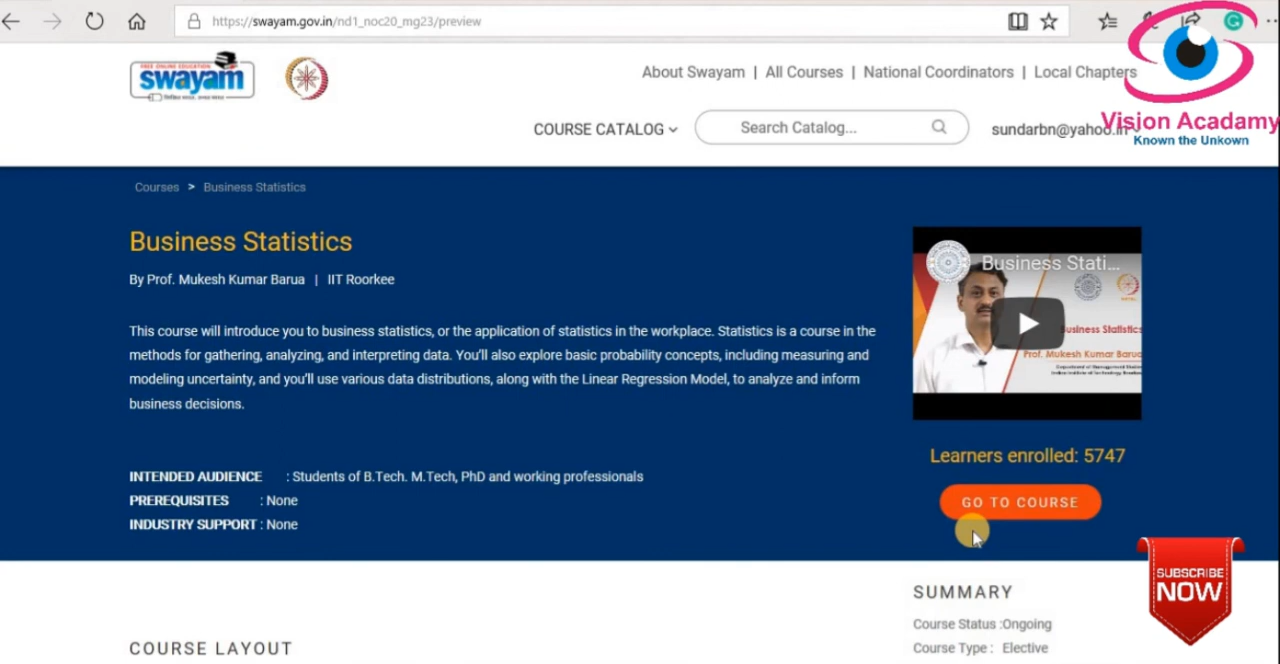 https://swayam.gov.in/nd1_noc20_mg23/preview
FREE ONLINE EDUCATION
swayam
About Swayam | All Courses | National Coordinators | Local Chapters
COURSE CATALOG
Search Catalog...
sundarbn@yahoo.in
Vision Acadamy
Known the Unkown
Courses > Business Statistics
Business Statistics
By Prof. Mukesh Kumar Barua | IIT Roorkee
This course will introduce you to business statistics, or the application of statistics in the workplace. Statistics is a course in the
methods for gathering, analyzing, and interpreting data. You'll also explore basic probability concepts, including measuring and
modeling uncertainty, and you'll use various data distributions, along with the Linear Regression Model, to analyze and inform
business decisions.
INTENDED AUDIENCE : Students of B.Tech. M.Tech, PhD and working professionals
PREREQUISITES : None
INDUSTRY SUPPORT : None
Business Stati...
Business Statistics
Prof. Mukesh Kumar Barua
Learners enrolled: 5747
GO TO COURSE
SUBSCRIBE
NOW
SUMMARY
Course Status :Ongoing
Course Type : Elective
COURSE LAYOUT